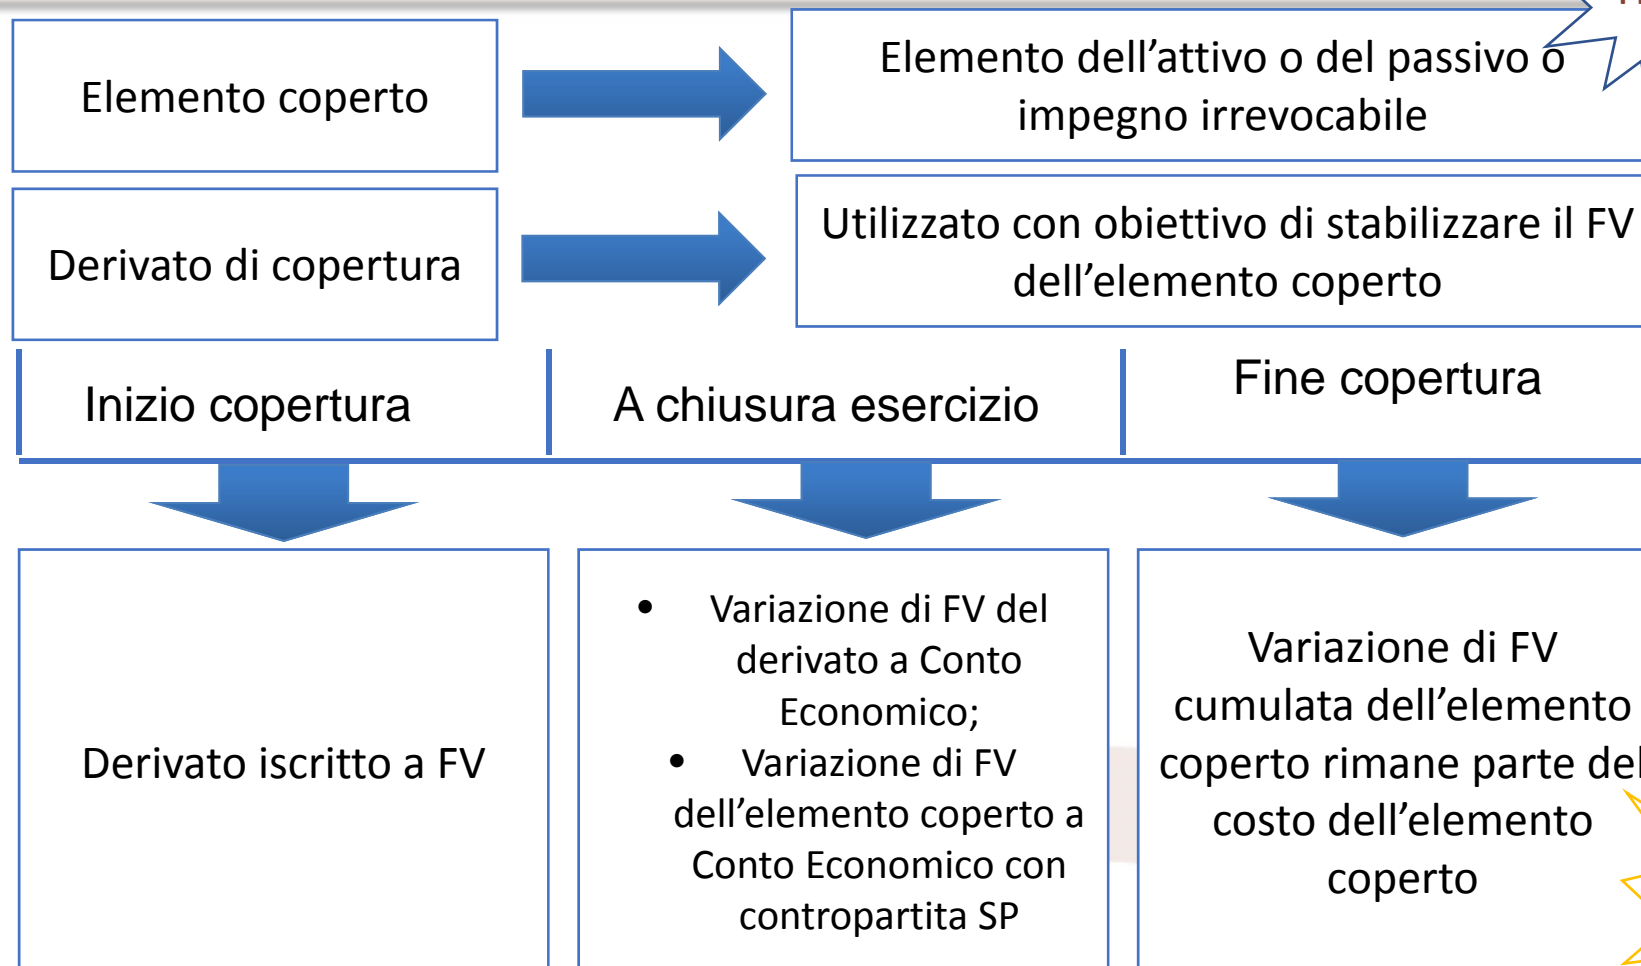 Elemento coperto
Elemento dell’attivo o del passivo o
impegno irrevocabile
Derivato di copertura
Utilizzato con obiettivo di stabilizzare il FV
dell’elemento coperto
Inizio copertura
A chiusura esercizio
Fine copertura
Derivato iscritto a FV
• Variazione di FV del
derivato a Conto
Economico;
• Variazione di FV
dell’elemento coperto a
Conto Economico con
contropartita SP
Variazione di FV
cumulata dell’elemento
coperto rimane parte del
costo dell’elemento
coperto